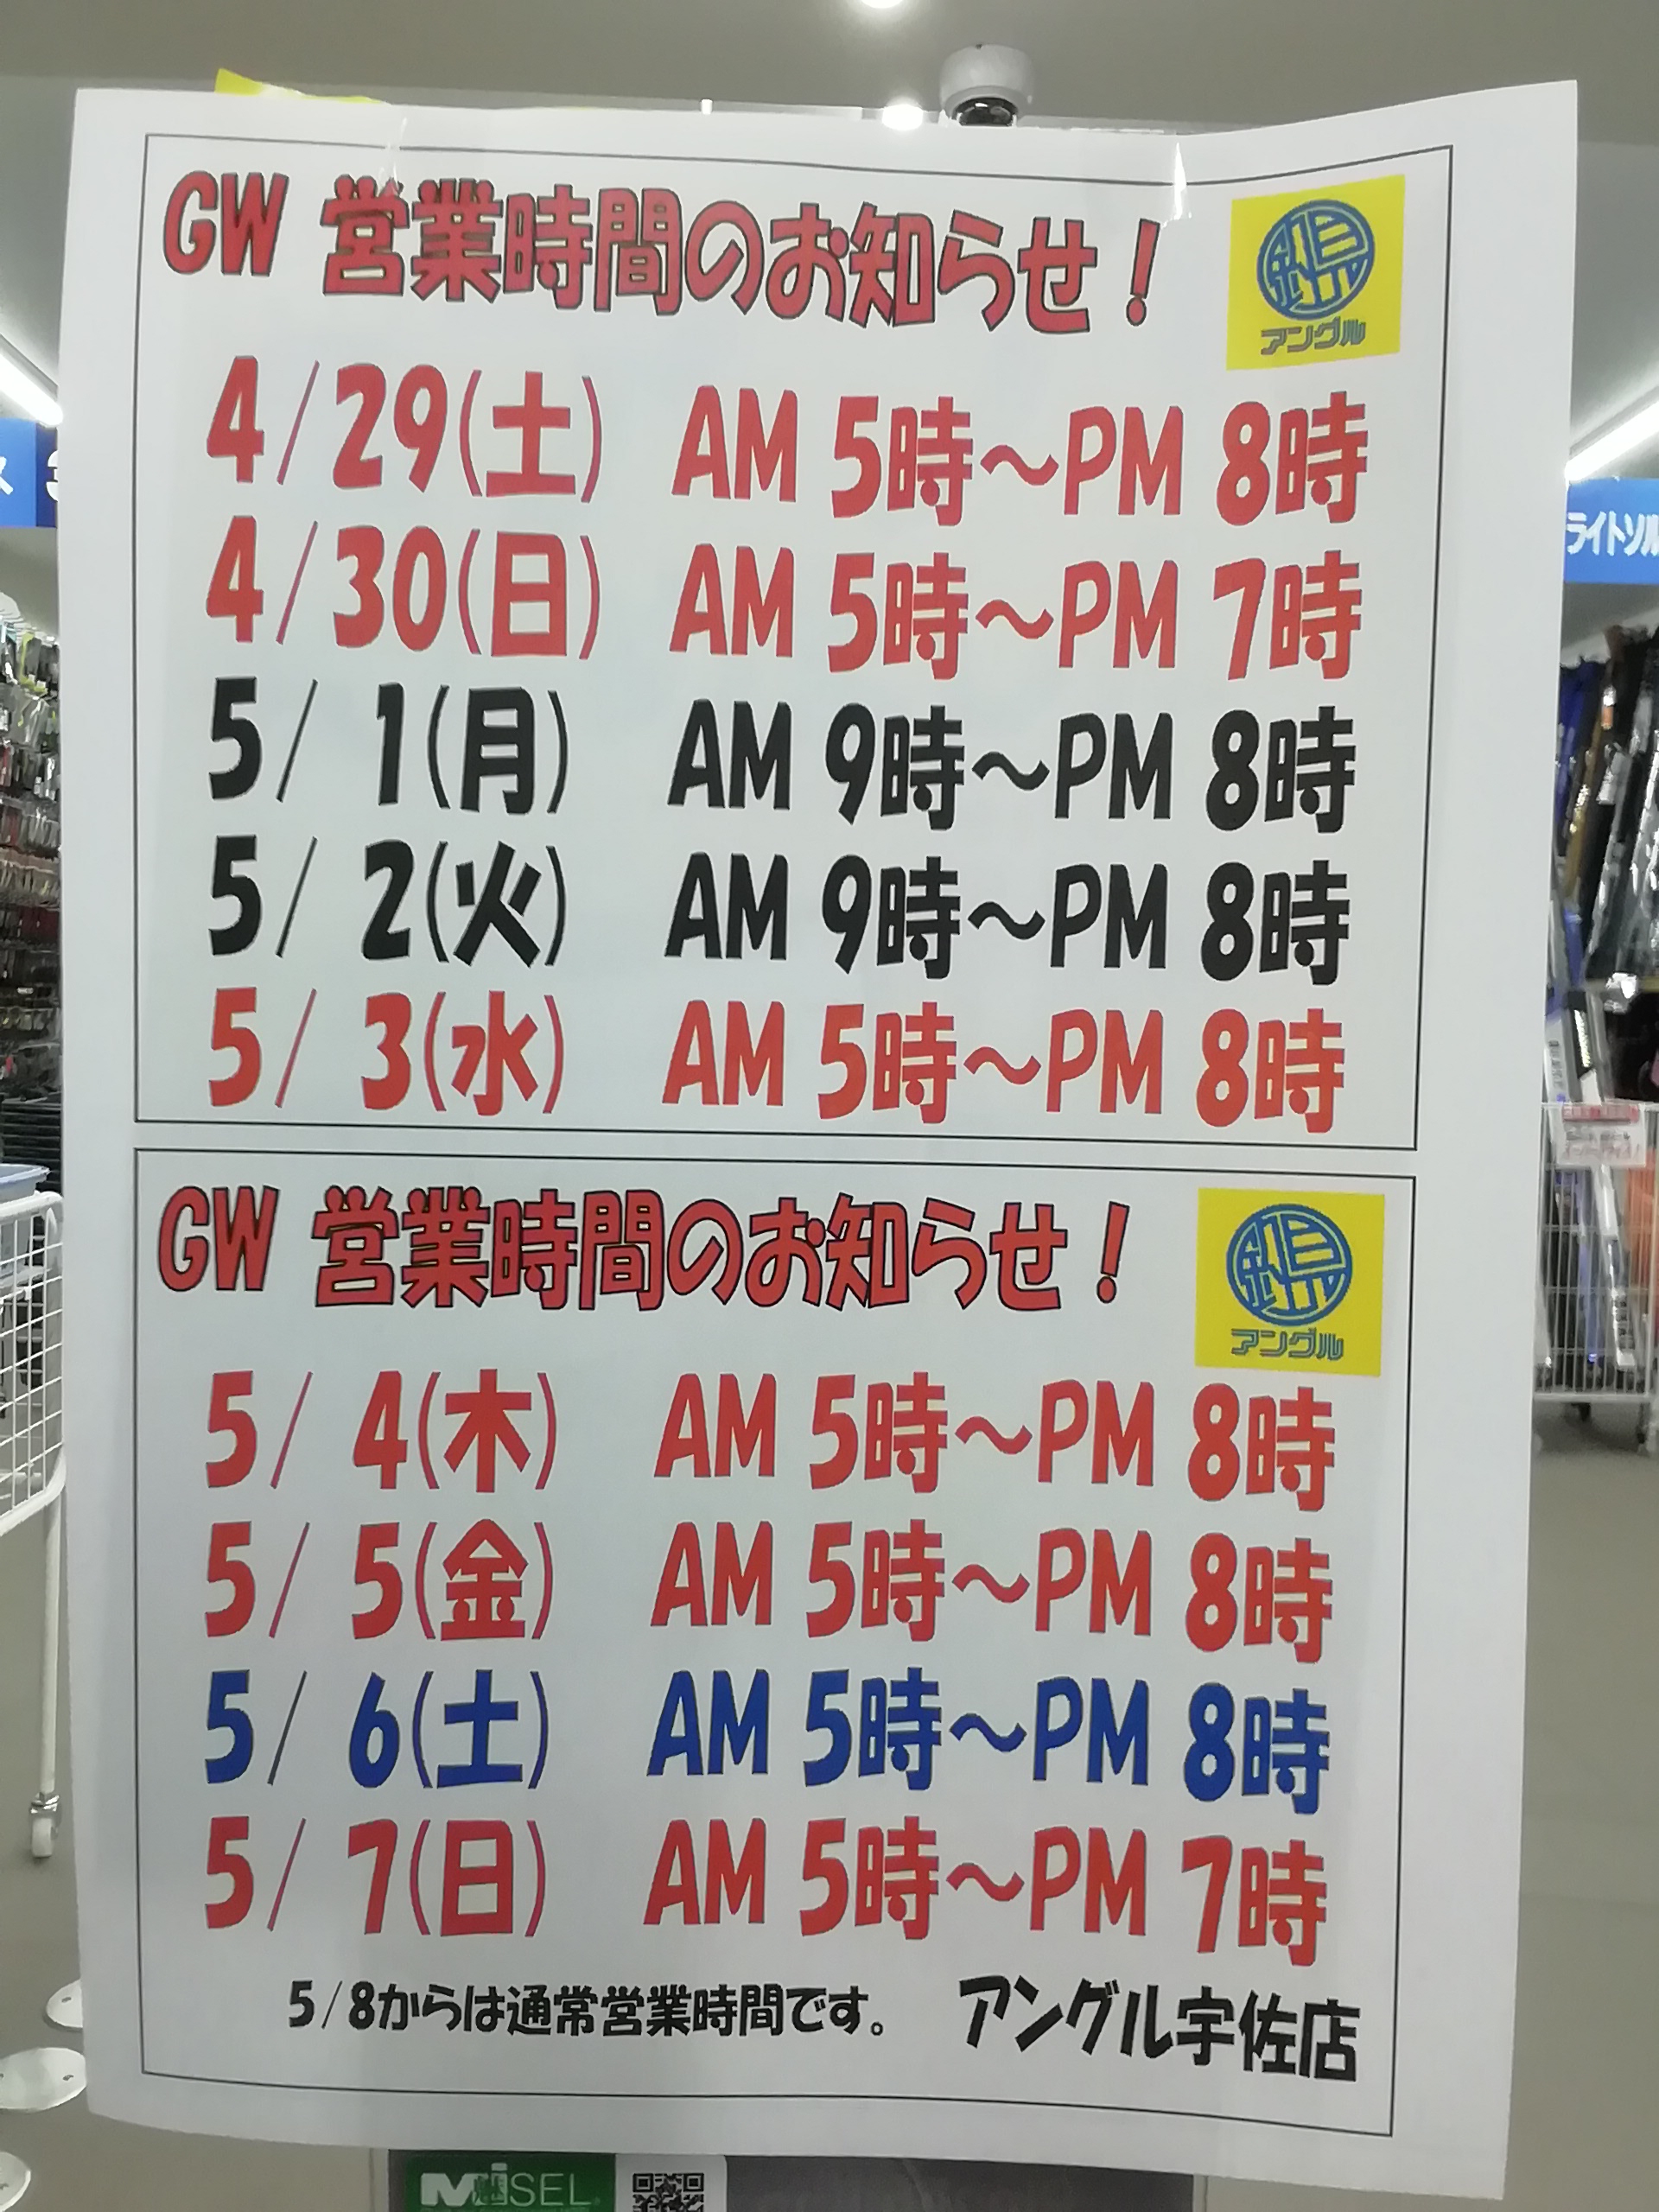 GW 営業時間のお知らせ!
アングル
4/29(土) AM 5時～PM 8時
4/30(日) AM 5時～PM 7時
5/ 1(月) AM 9時～PM 8時
5/ 2(火) AM 9時～PM 8時
5/ 3(水) AM 5時～PM 8時
GW 営業時間のお知らせ!
アングル
5/ 4(木) AM 5時～PM 8時
5/ 5(金) AM 5時～PM 8時
5/ 6(土) AM 5時～PM 8時
5/ 7(日) AM 5時～PM 7時
5/8からは通常営業時間です。 アングル宇佐店
ライトソル